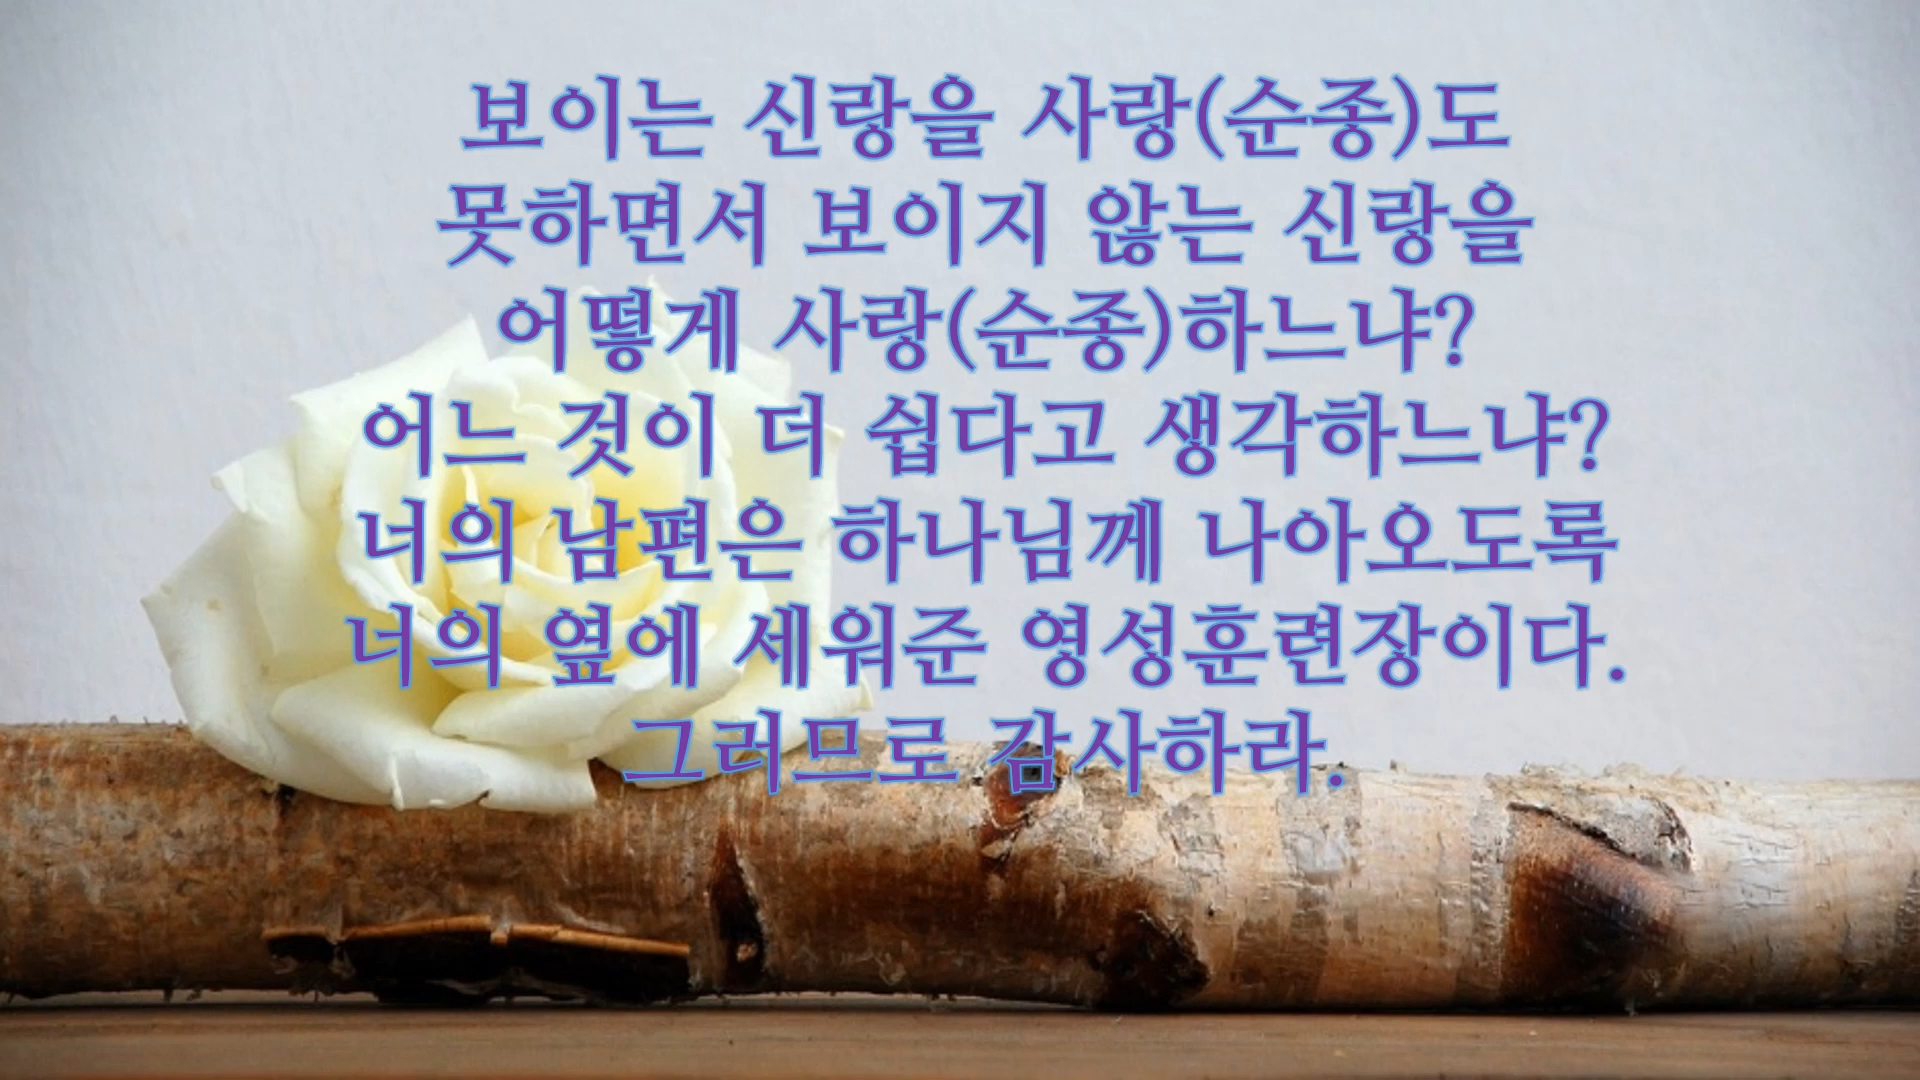 보이는 신랑을 사랑(순종)도
못하면서 보이지 않는 신랑을
어떻게 사랑(순종)하느냐?
어느 것이 더 쉽다고 생각하느냐?
너의 남편은 하나님께 나아오도록
너의 옆에 세워준 영성훈련장이다.
그러므로 감사하라.